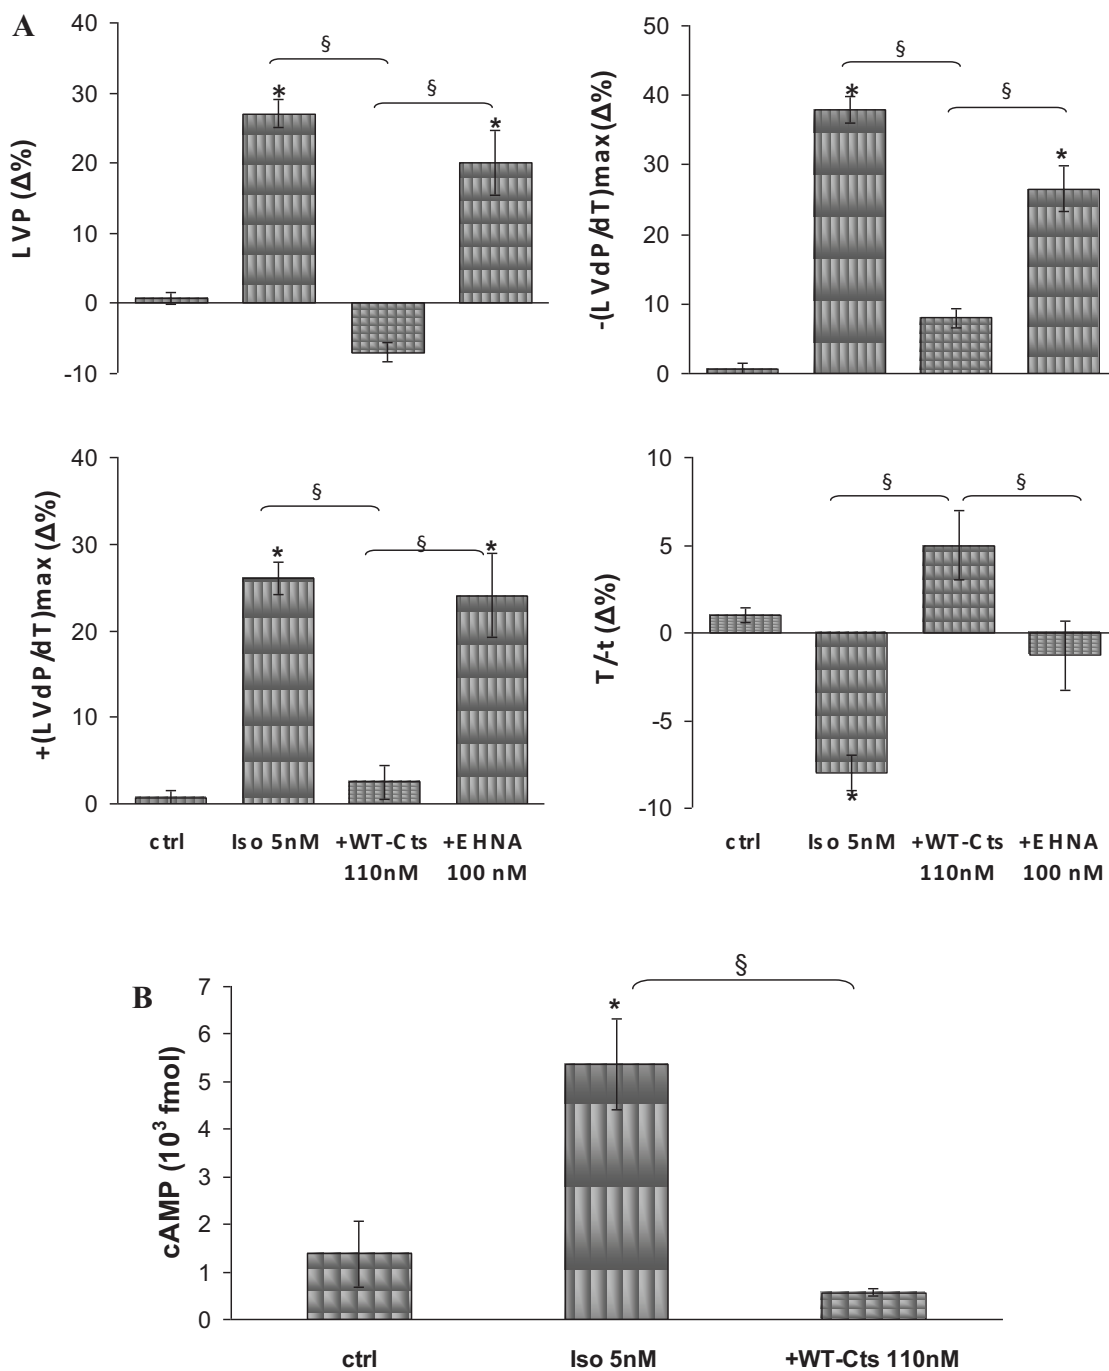 A
40
30
20
10
0
-10
LVP (Δ%)
§
§
*
*
50
40
30
20
10
0
-(LVdP/dT)max(Δ%)
§
§
*
*
40
30
20
10
0
+(LVdP/dT)max (Δ%)
§
§
*
*
ctrl
Iso 5nM
+WT-Cts
110nM
+EHNA
100 nM
10
5
0
-5
-10
T/-t (Δ%)
§
§
*
ctrl
Iso 5nM
+WT-Cts
110nM
+EHNA
100 nM
B
7
6
5
4
3
2
1
0
cAMP (10³ fmol)
§
*
ctrl
Iso 5nM
+WT-Cts 110nM